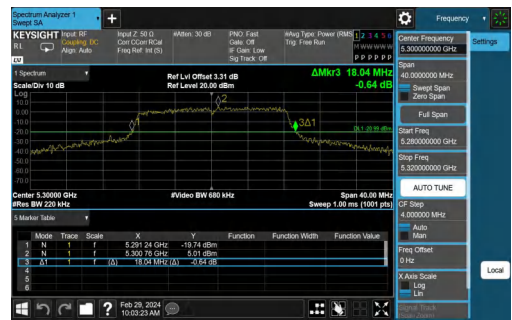 Spectrum Analyzer 1
Swept SA
+
Frequency
KEYSIGHT Input: RF Input Z: 50 Ω #Atten: 30 dB PNO: Fast #Avg Type: Power (RMS 1 2 3 4 5 6
RL Coupling: DC Corr CCorr RCal Gate: Off Trig: Free Run
Align: Auto Freq Ref: Int (S) IF Gain: Low M W W W W W
Sig Track: Off P P P P P P
LV
Center Frequency
5.300000000 GHz
Settings
1 Spectrum
Ref Lvl Offset 3.31 dB
ΔMkr3 18.04 MHz
Scale/Div 10 dB
Ref Level 20.00 dBm
-0.64 dB
Log
10.0
0.00
-10.0
-20.0
-30.0
-40.0
-50.0
-60.0
-70.0
2
3Δ1
DL1 -20.99 dBm
Span
40.0000000 MHz
Swept Span
Zero Span
Full Span
Start Freq
5.280000000 GHz
Stop Freq
5.320000000 GHz
AUTO TUNE
Center 5.30000 GHz
#Video BW 680 kHz
Span 40.00 MHz
#Res BW 220 kHz
Sweep 1.00 ms (1001 pts)
CF Step
4.000000 MHz
Auto
Man
Freq Offset
0 Hz
X Axis Scale
Log
Lin
Signal Track
Local
5 Marker Table
Mode Trace Scale X Y Function Function Width Function Value
1 N 1 f 5.291 24 GHz -19.74 dBm
2 N 1 f 5.300 76 GHz 5.01 dBm
3 Δ1 1 f (Δ) 18.04 MHz (Δ) -0.64 dB
4
5
6
?
Feb 29, 2024
10:03:23 AM